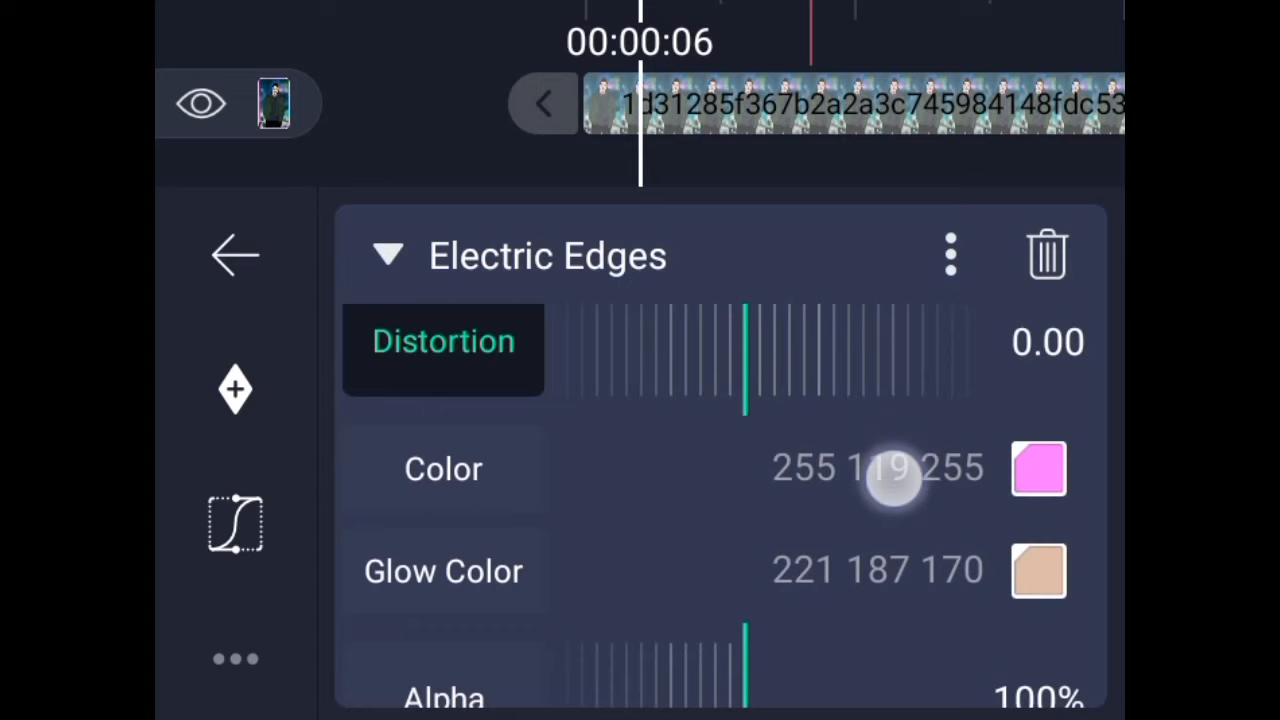 00:00:06
1d31285f367b2a2a3c745984148fdc53
Electric Edges
Distortion 0.00
Color 255 119 255
Glow Color 221 187 170
Alpha 100%